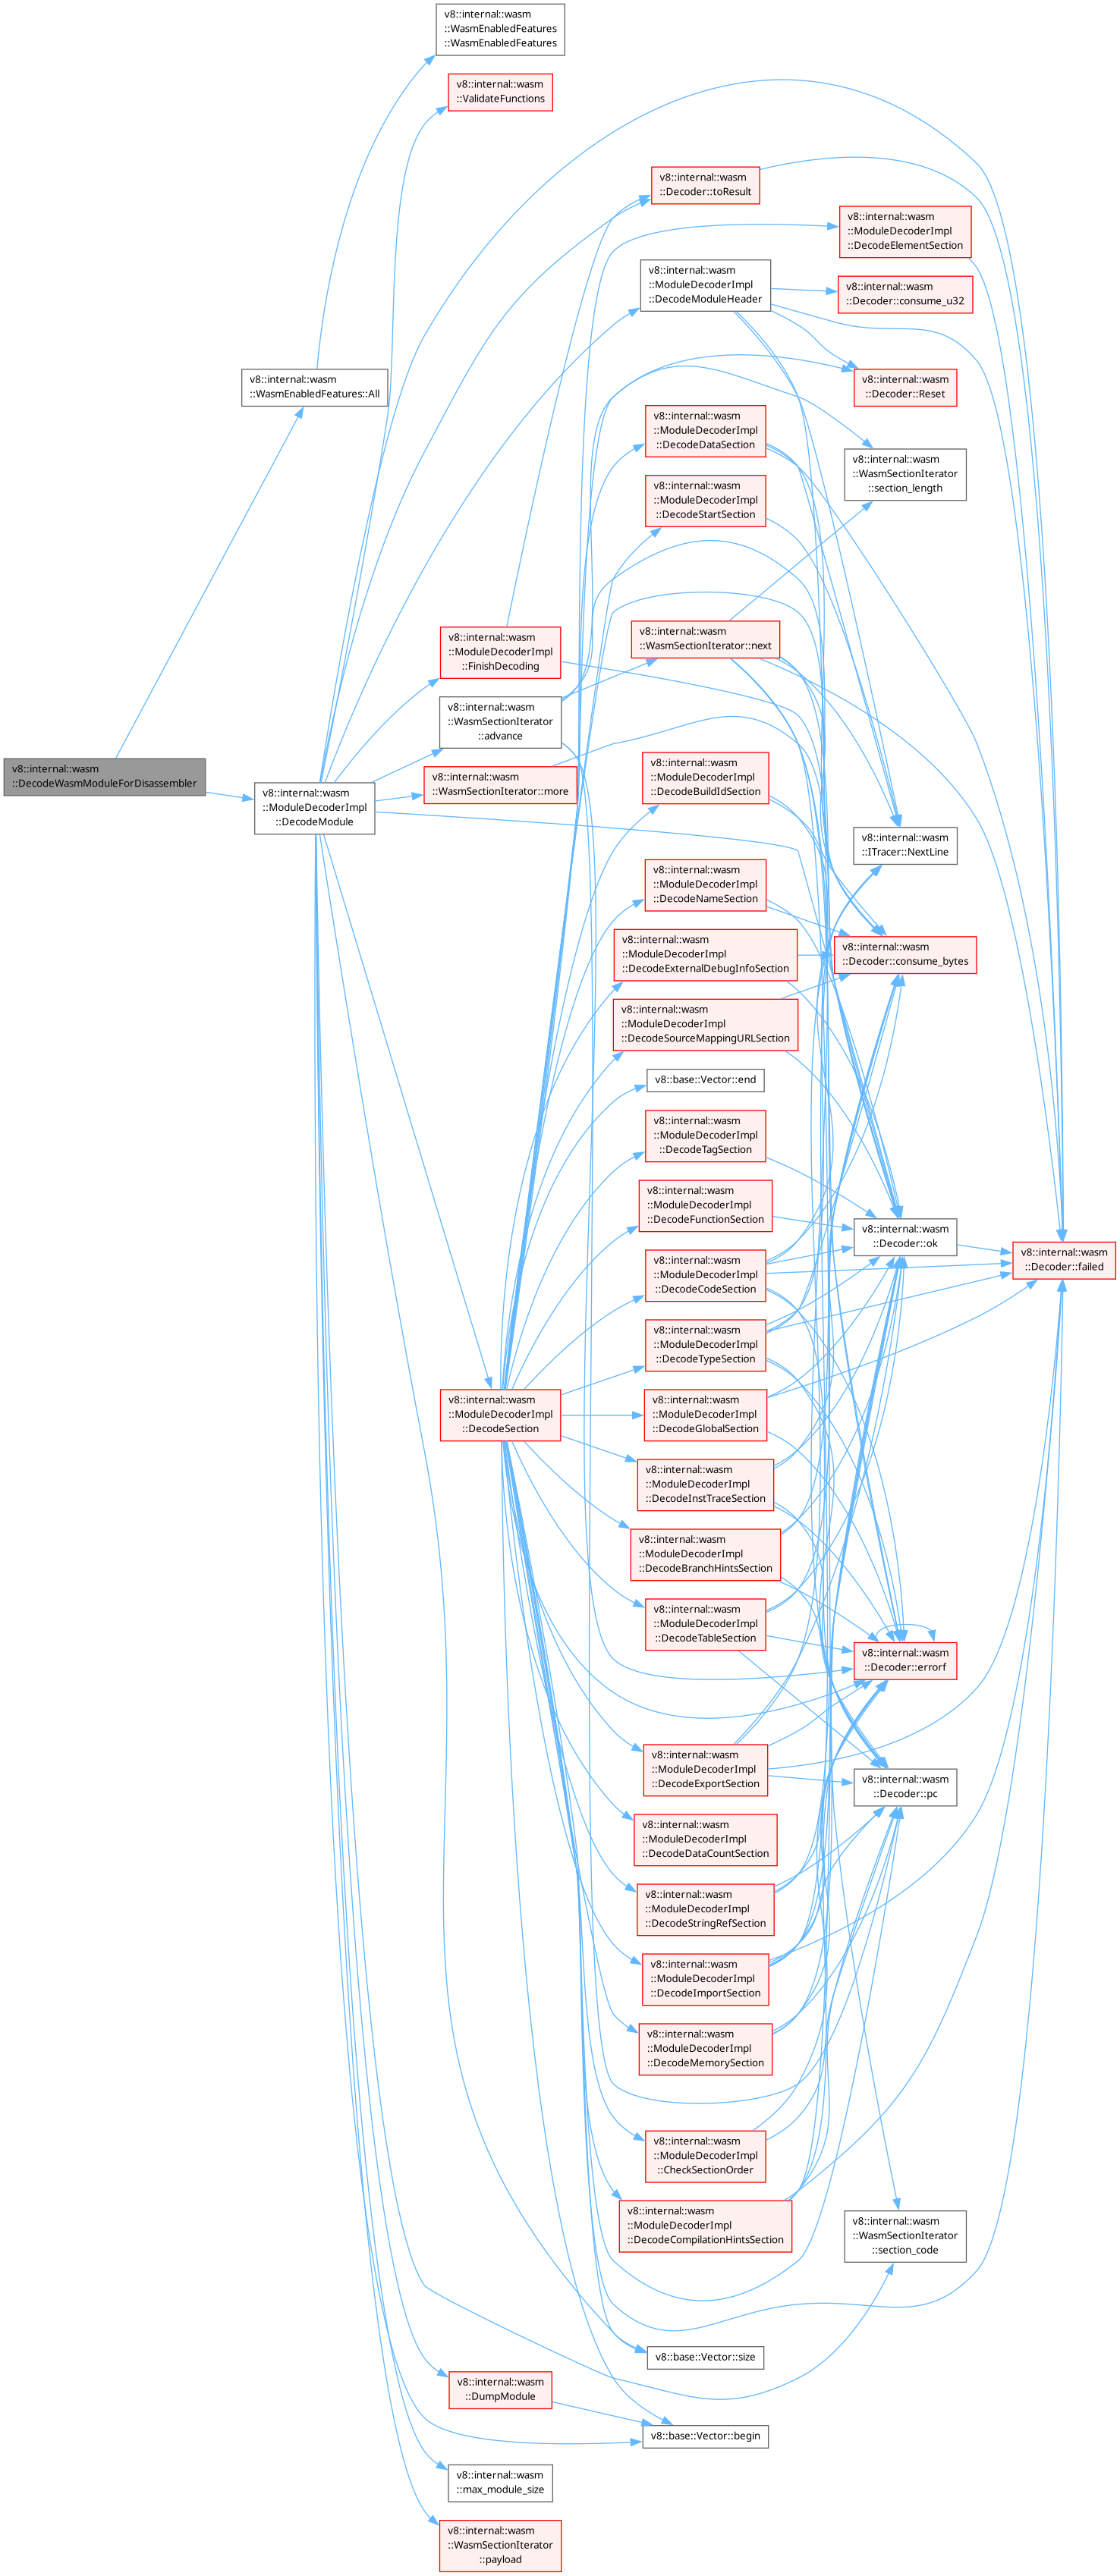 v8::internal::wasm
::WasmEnabledFeatures
::WasmEnabledFeatures
v8::internal::wasm
::ValidateFunctions
v8::internal::wasm
::Decoder::toResult
v8::internal::wasm
::ModuleDecoderImpl
::DecodeElementSection
v8::internal::wasm
::ModuleDecoderImpl
::DecodeModuleHeader
v8::internal::wasm
::Decoder::consume_u32
v8::internal::wasm
::WasmEnabledFeatures::All
v8::internal::wasm
::Decoder::Reset
v8::internal::wasm
::ModuleDecoderImpl
::DecodeDataSection
v8::internal::wasm
::WasmSectionIterator
::section_length
v8::internal::wasm
::ModuleDecoderImpl
::DecodeStartSection
v8::internal::wasm
::ModuleDecoderImpl
::FinishDecoding
v8::internal::wasm
::WasmSectionIterator::next
v8::internal::wasm
::WasmSectionIterator
::advance
v8::internal::wasm
::DecodeWasmModuleForDisassembler
v8::internal::wasm
::ModuleDecoderImpl
::DecodeModule
v8::internal::wasm
::WasmSectionIterator::more
v8::internal::wasm
::ModuleDecoderImpl
::DecodeBuildIdSection
v8::internal::wasm
::ITracer::NextLine
v8::internal::wasm
::ModuleDecoderImpl
::DecodeNameSection
v8::internal::wasm
::ModuleDecoderImpl
::DecodeExternalDebugInfoSection
v8::internal::wasm
::Decoder::consume_bytes
v8::internal::wasm
::ModuleDecoderImpl
::DecodeSourceMappingURLSection
v8::base::Vector::end
v8::internal::wasm
::ModuleDecoderImpl
::DecodeTagSection
v8::internal::wasm
::ModuleDecoderImpl
::DecodeFunctionSection
v8::internal::wasm
::Decoder::ok
v8::internal::wasm
::ModuleDecoderImpl
::DecodeCodeSection
v8::internal::wasm
::Decoder::failed
v8::internal::wasm
::ModuleDecoderImpl
::DecodeTypeSection
v8::internal::wasm
::ModuleDecoderImpl
::DecodeSection
v8::internal::wasm
::ModuleDecoderImpl
::DecodeGlobalSection
v8::internal::wasm
::ModuleDecoderImpl
::DecodeInstTraceSection
v8::internal::wasm
::ModuleDecoderImpl
::DecodeBranchHintsSection
v8::internal::wasm
::ModuleDecoderImpl
::DecodeTableSection
v8::internal::wasm
::Decoder::errorf
v8::internal::wasm
::ModuleDecoderImpl
::DecodeExportSection
v8::internal::wasm
::Decoder::pc
v8::internal::wasm
::ModuleDecoderImpl
::DecodeDataCountSection
v8::internal::wasm
::ModuleDecoderImpl
::DecodeStringRefSection
v8::internal::wasm
::ModuleDecoderImpl
::DecodeImportSection
v8::internal::wasm
::ModuleDecoderImpl
::DecodeMemorySection
v8::internal::wasm
::ModuleDecoderImpl
::CheckSectionOrder
v8::internal::wasm
::ModuleDecoderImpl
::DecodeCompilationHintsSection
v8::internal::wasm
::WasmSectionIterator
::section_code
v8::base::Vector::size
v8::internal::wasm
::DumpModule
v8::base::Vector::begin
v8::internal::wasm
::max_module_size
v8::internal::wasm
::WasmSectionIterator
::payload